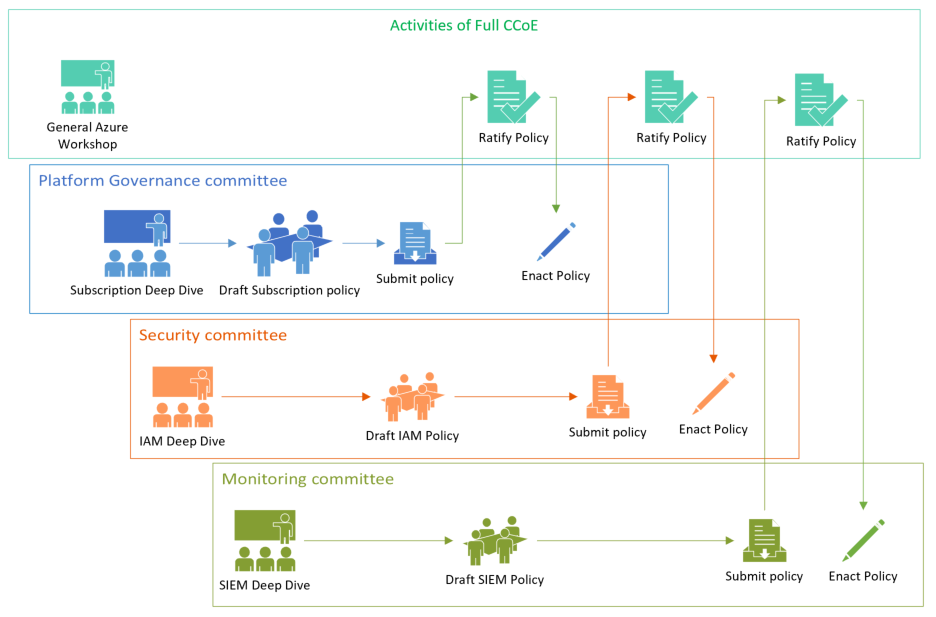 Activities of Full CCoE
General Azure
Workshop
Ratify Policy
Ratify Policy
Ratify Policy
Platform Governance committee
Subscription Deep Dive
Draft Subscription policy
Submit policy
Enact Policy
Security committee
IAM Deep Dive
Draft IAM Policy
Submit policy
Enact Policy
Monitoring committee
SIEM Deep Dive
Draft SIEM Policy
Submit policy
Enact Policy